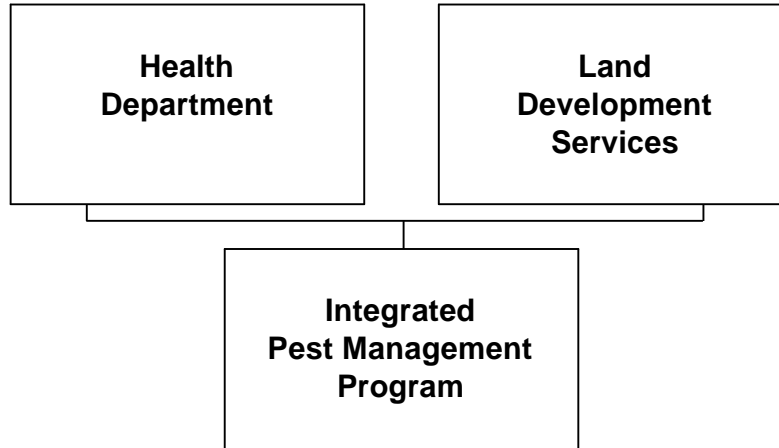 Health
Department
Land
Development
Services
Integrated
Pest Management
Program